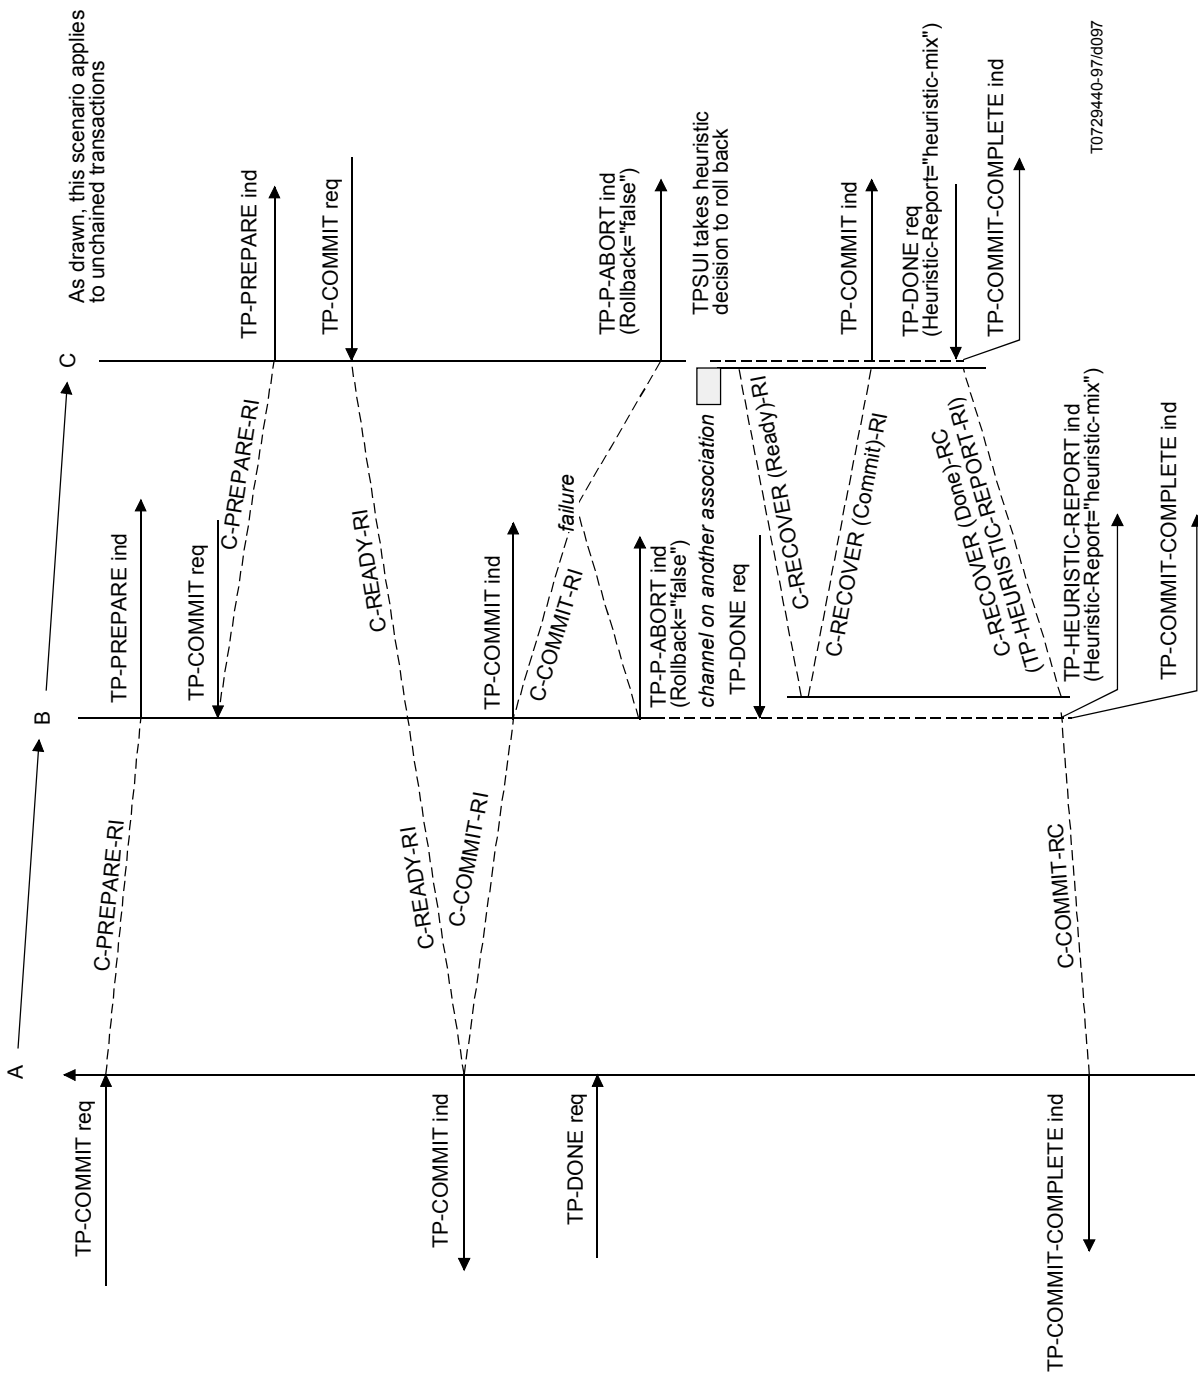 As drawn, this scenario applies
to unchained transactions
A
B
C
TP-COMMIT req
C-PREPARE-RI
TP-PREPARE ind
TP-COMMIT req
C-PREPARE-RI
TP-PREPARE ind
TP-COMMIT req
C-READY-RI
C-READY-RI
TP-COMMIT ind
C-COMMIT-RI
TP-COMMIT ind
C-COMMIT-RI
failure
TP-DONE req
TP-P-ABORT ind
(Rollback="false")
TP-P-ABORT ind
(Rollback="false")
TPSUI takes heuristic
decision to roll back
channel on another association
TP-DONE req
C-RECOVER (Ready)-RI
C-RECOVER (Commit)-RI
TP-COMMIT ind
TP-DONE req
(Heuristic-Report="heuristic-mix")
C-RECOVER (Done)-RC
(TP-HEURISTIC-REPORT-RI)
TP-COMMIT-COMPLETE ind
TP-HEURISTIC-REPORT ind
(Heuristic-Report="heuristic-mix")
C-COMMIT-RC
TP-COMMIT-COMPLETE ind
TP-COMMIT-COMPLETE ind
T0729440-97/d097